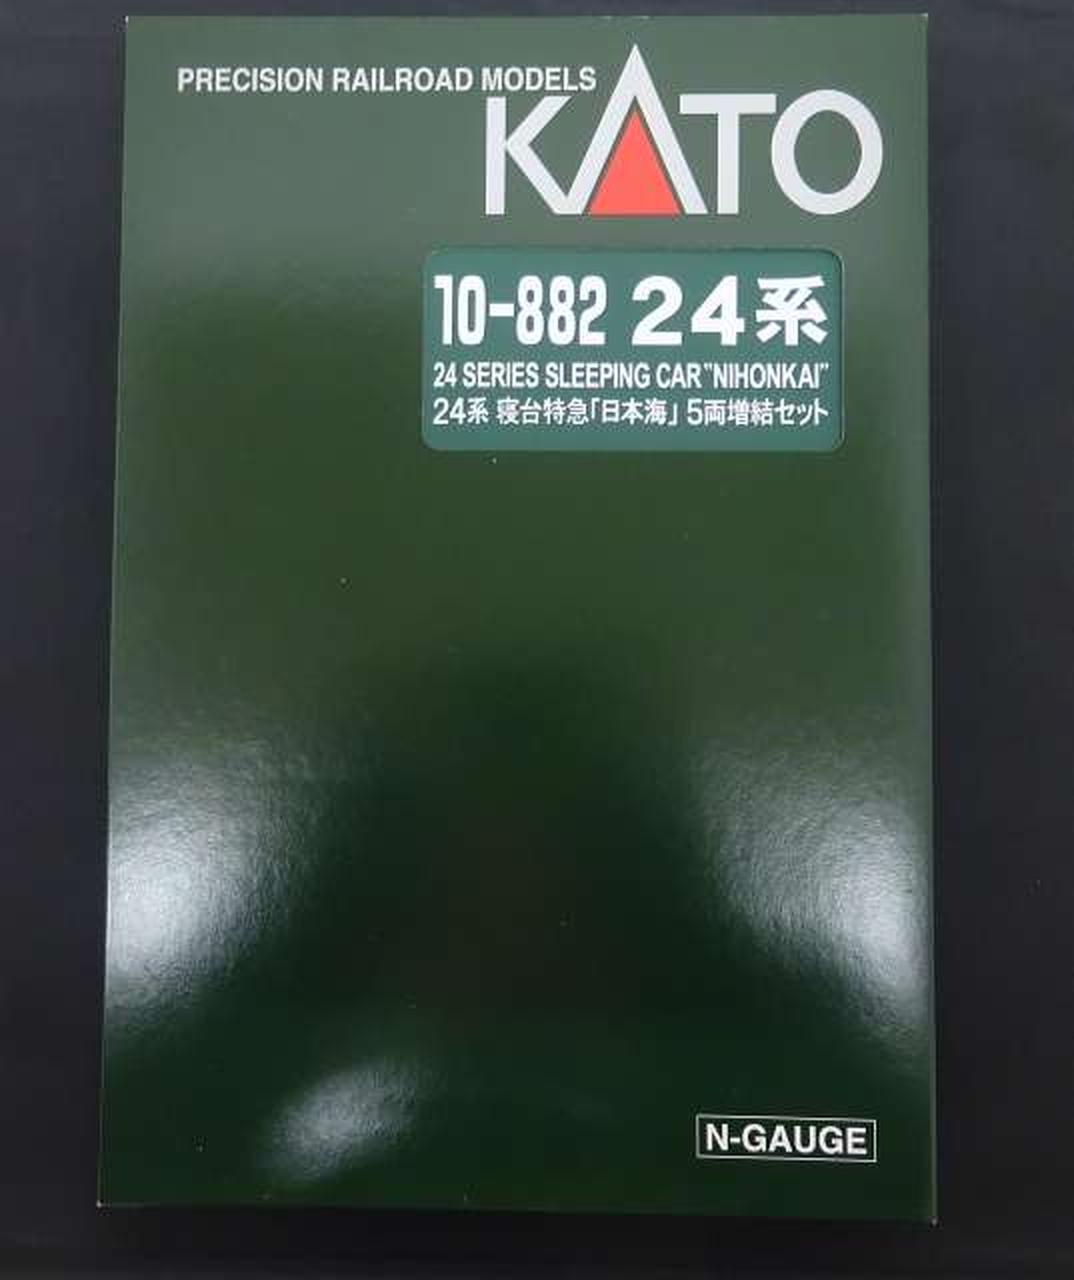 PRECISION RAILROAD MODELS
KATO
10-882 24系
24 SERIES SLEEPING CAR "NIHONKAI"
24系 寝台特急「日本海」 5両増結セット
N-GAUGE